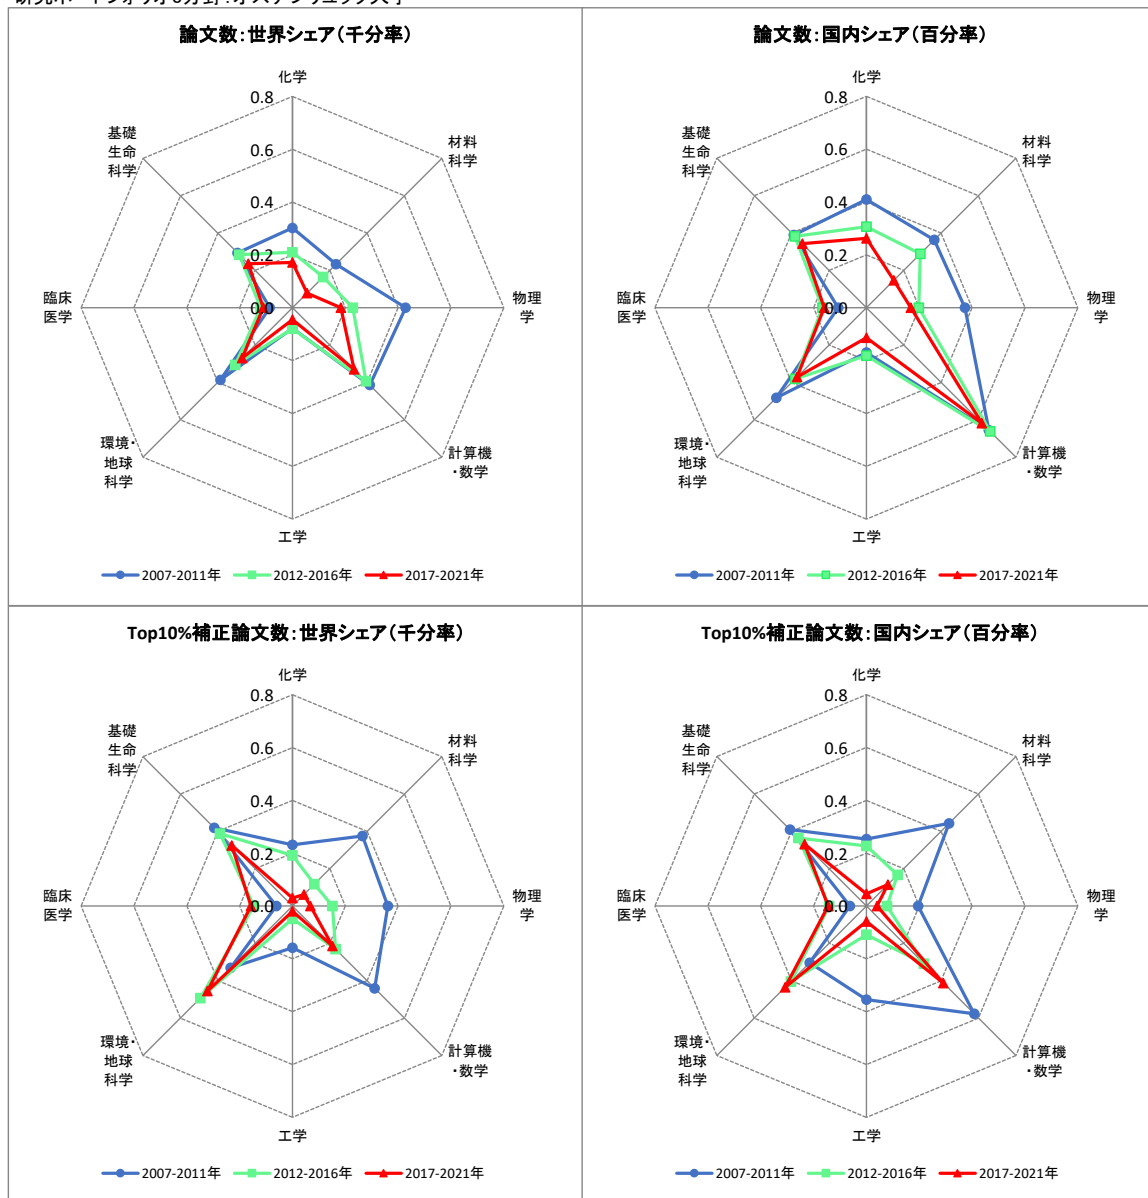 論文数：世界シェア（千分率）
化学
材料
科学
物理
学
計算機
・数学
工学
環境・
地球
科学
臨床
医学
基礎
生命
科学
0.8
0.6
0.4
0.2
0.0
2007-2011年 2012-2016年 2017-2021年
論文数：国内シェア（百分率）
化学
材料
科学
物理
学
計算機
・数学
工学
環境・
地球
科学
臨床
医学
基礎
生命
科学
0.8
0.6
0.4
0.2
0.0
2007-2011年 2012-2016年 2017-2021年
Top10%補正論文数：世界シェア（千分率）
化学
材料
科学
物理
学
計算機
・数学
工学
環境・
地球
科学
臨床
医学
基礎
生命
科学
0.8
0.6
0.4
0.2
0.0
2007-2011年 2012-2016年 2017-2021年
Top10%補正論文数：国内シェア（百分率）
化学
材料
科学
物理
学
計算機
・数学
工学
環境・
地球
科学
臨床
医学
基礎
生命
科学
0.8
0.6
0.4
0.2
0.0
2007-2011年 2012-2016年 2017-2021年